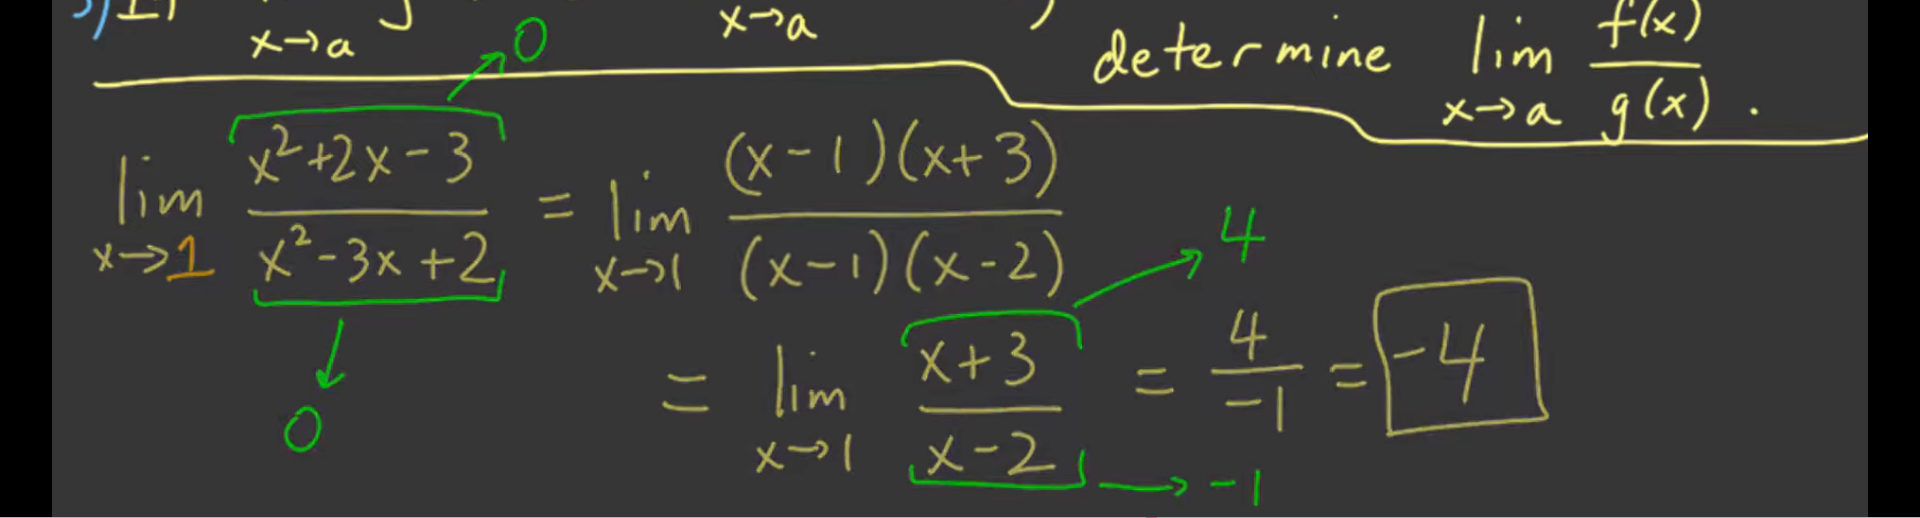 x→a x→a determine lim f(x)/g(x) .
x→a
0
lim x→1 (x²+2x-3)/(x²-3x+2) = lim x→1 ((x-1)(x+3))/((x-1)(x-2))
0
4
= lim x→1 (x+3)/(x-2) = 4/-1 = -4
→ -1